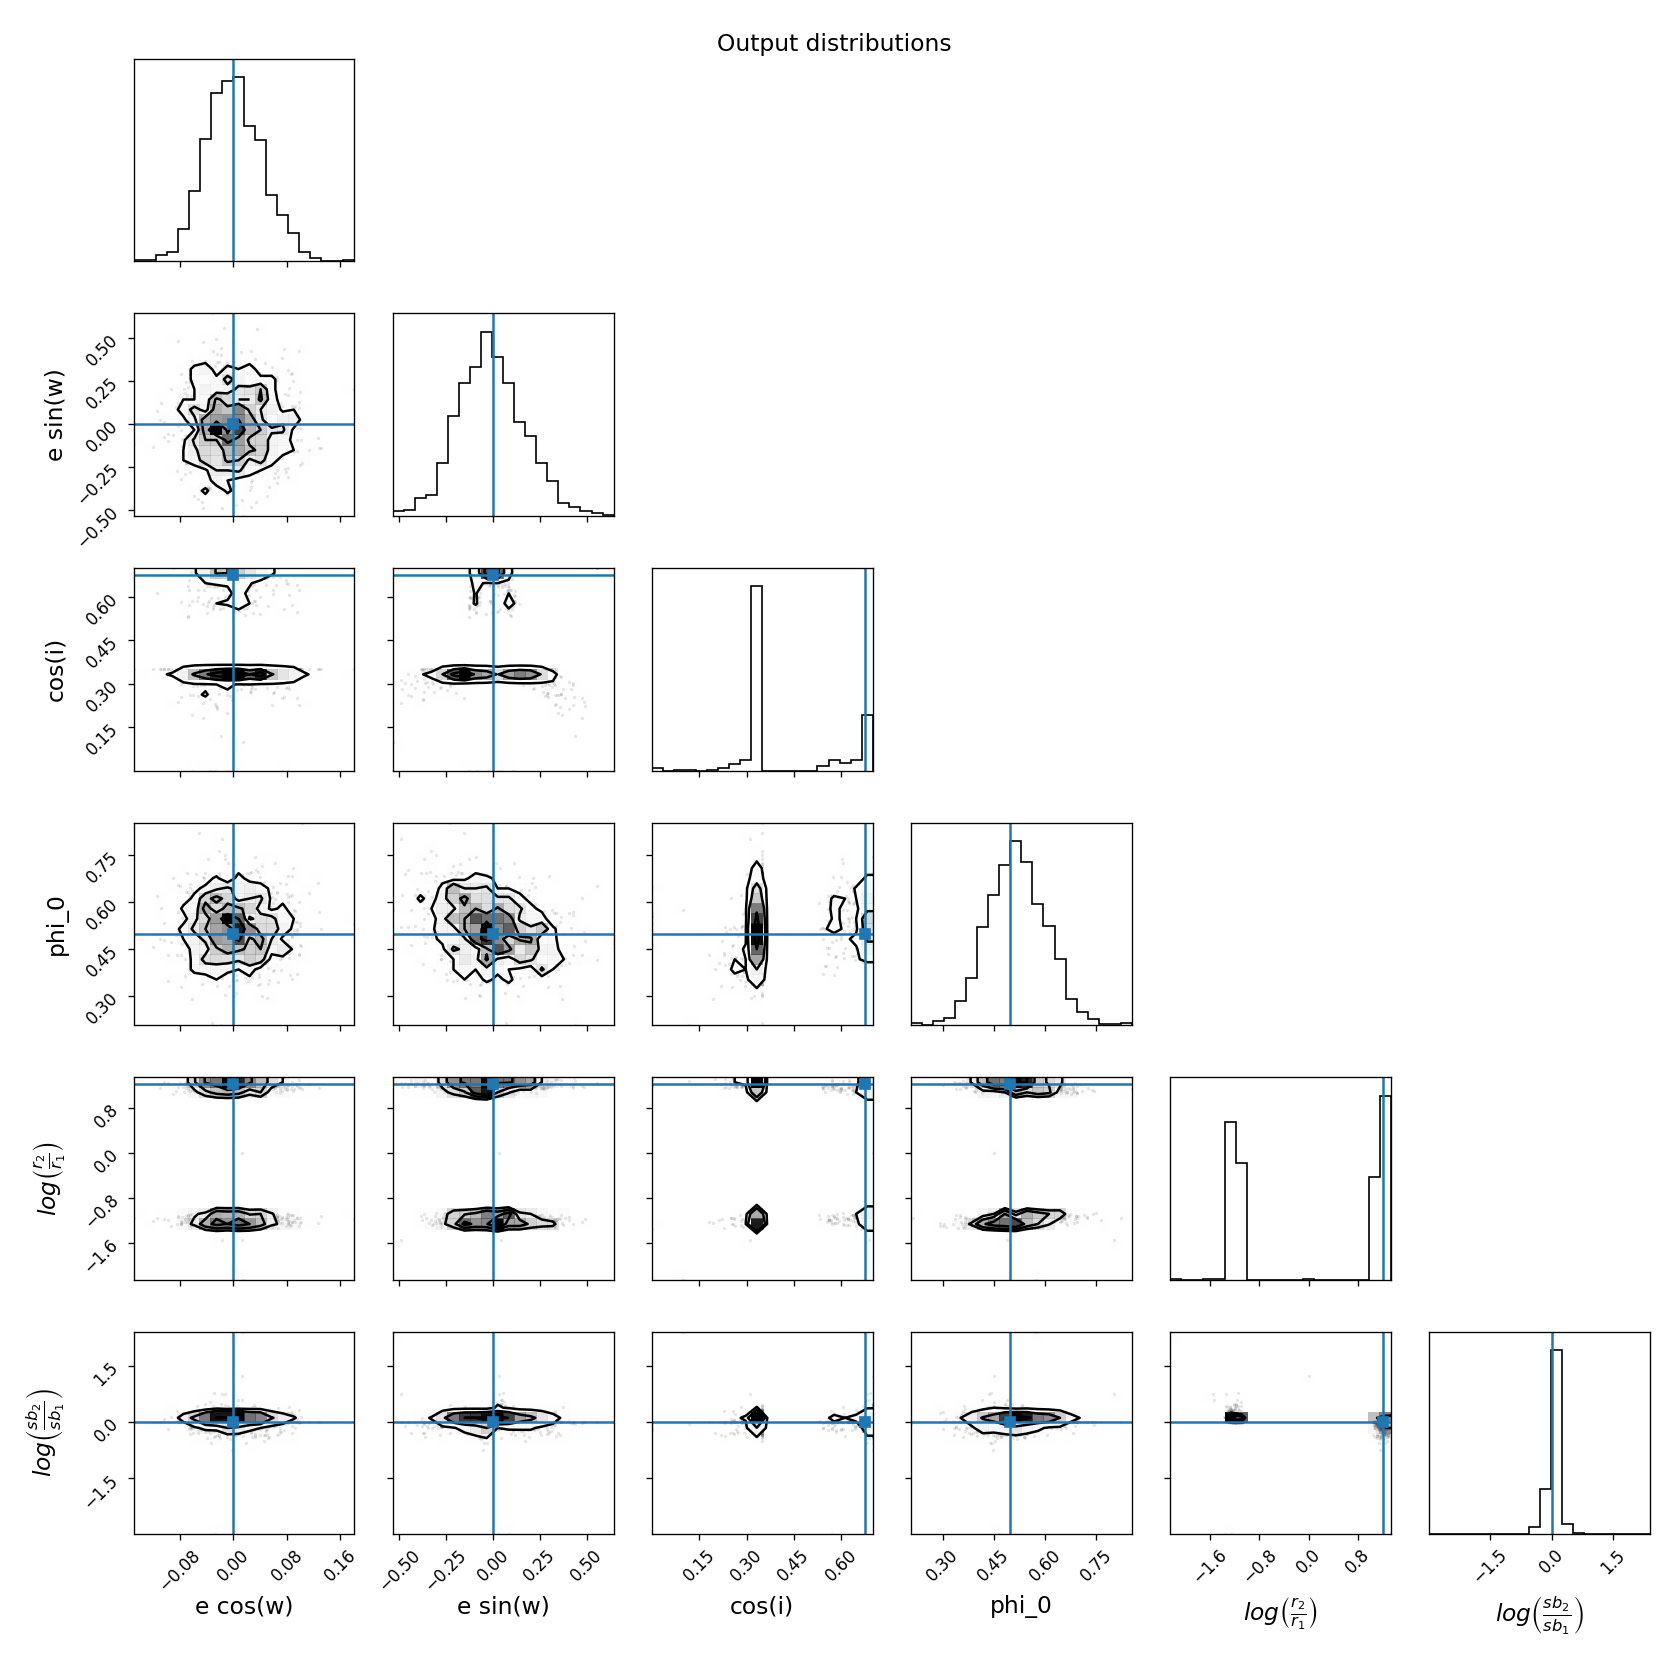 Output distributions
e sin(w)
0.50
0.25
0.00
−0.25
−0.50
cos(i)
0.60
0.45
0.30
0.15
phi_0
0.75
0.60
0.45
0.30
log(r₂/r₁)
0.8
0.0
−0.8
−1.6
log(sb₂/sb₁)
1.5
0.0
−1.5
−0.08 0.00 0.08 0.16 −0.50 −0.25 0.00 0.25 0.50 0.15 0.30 0.45 0.60 0.30 0.45 0.60 0.75 −1.6 −0.8 0.0 0.8 −1.5 0.0 1.5
e cos(w) e sin(w) cos(i) phi_0 log(r₂/r₁) log(sb₂/sb₁)